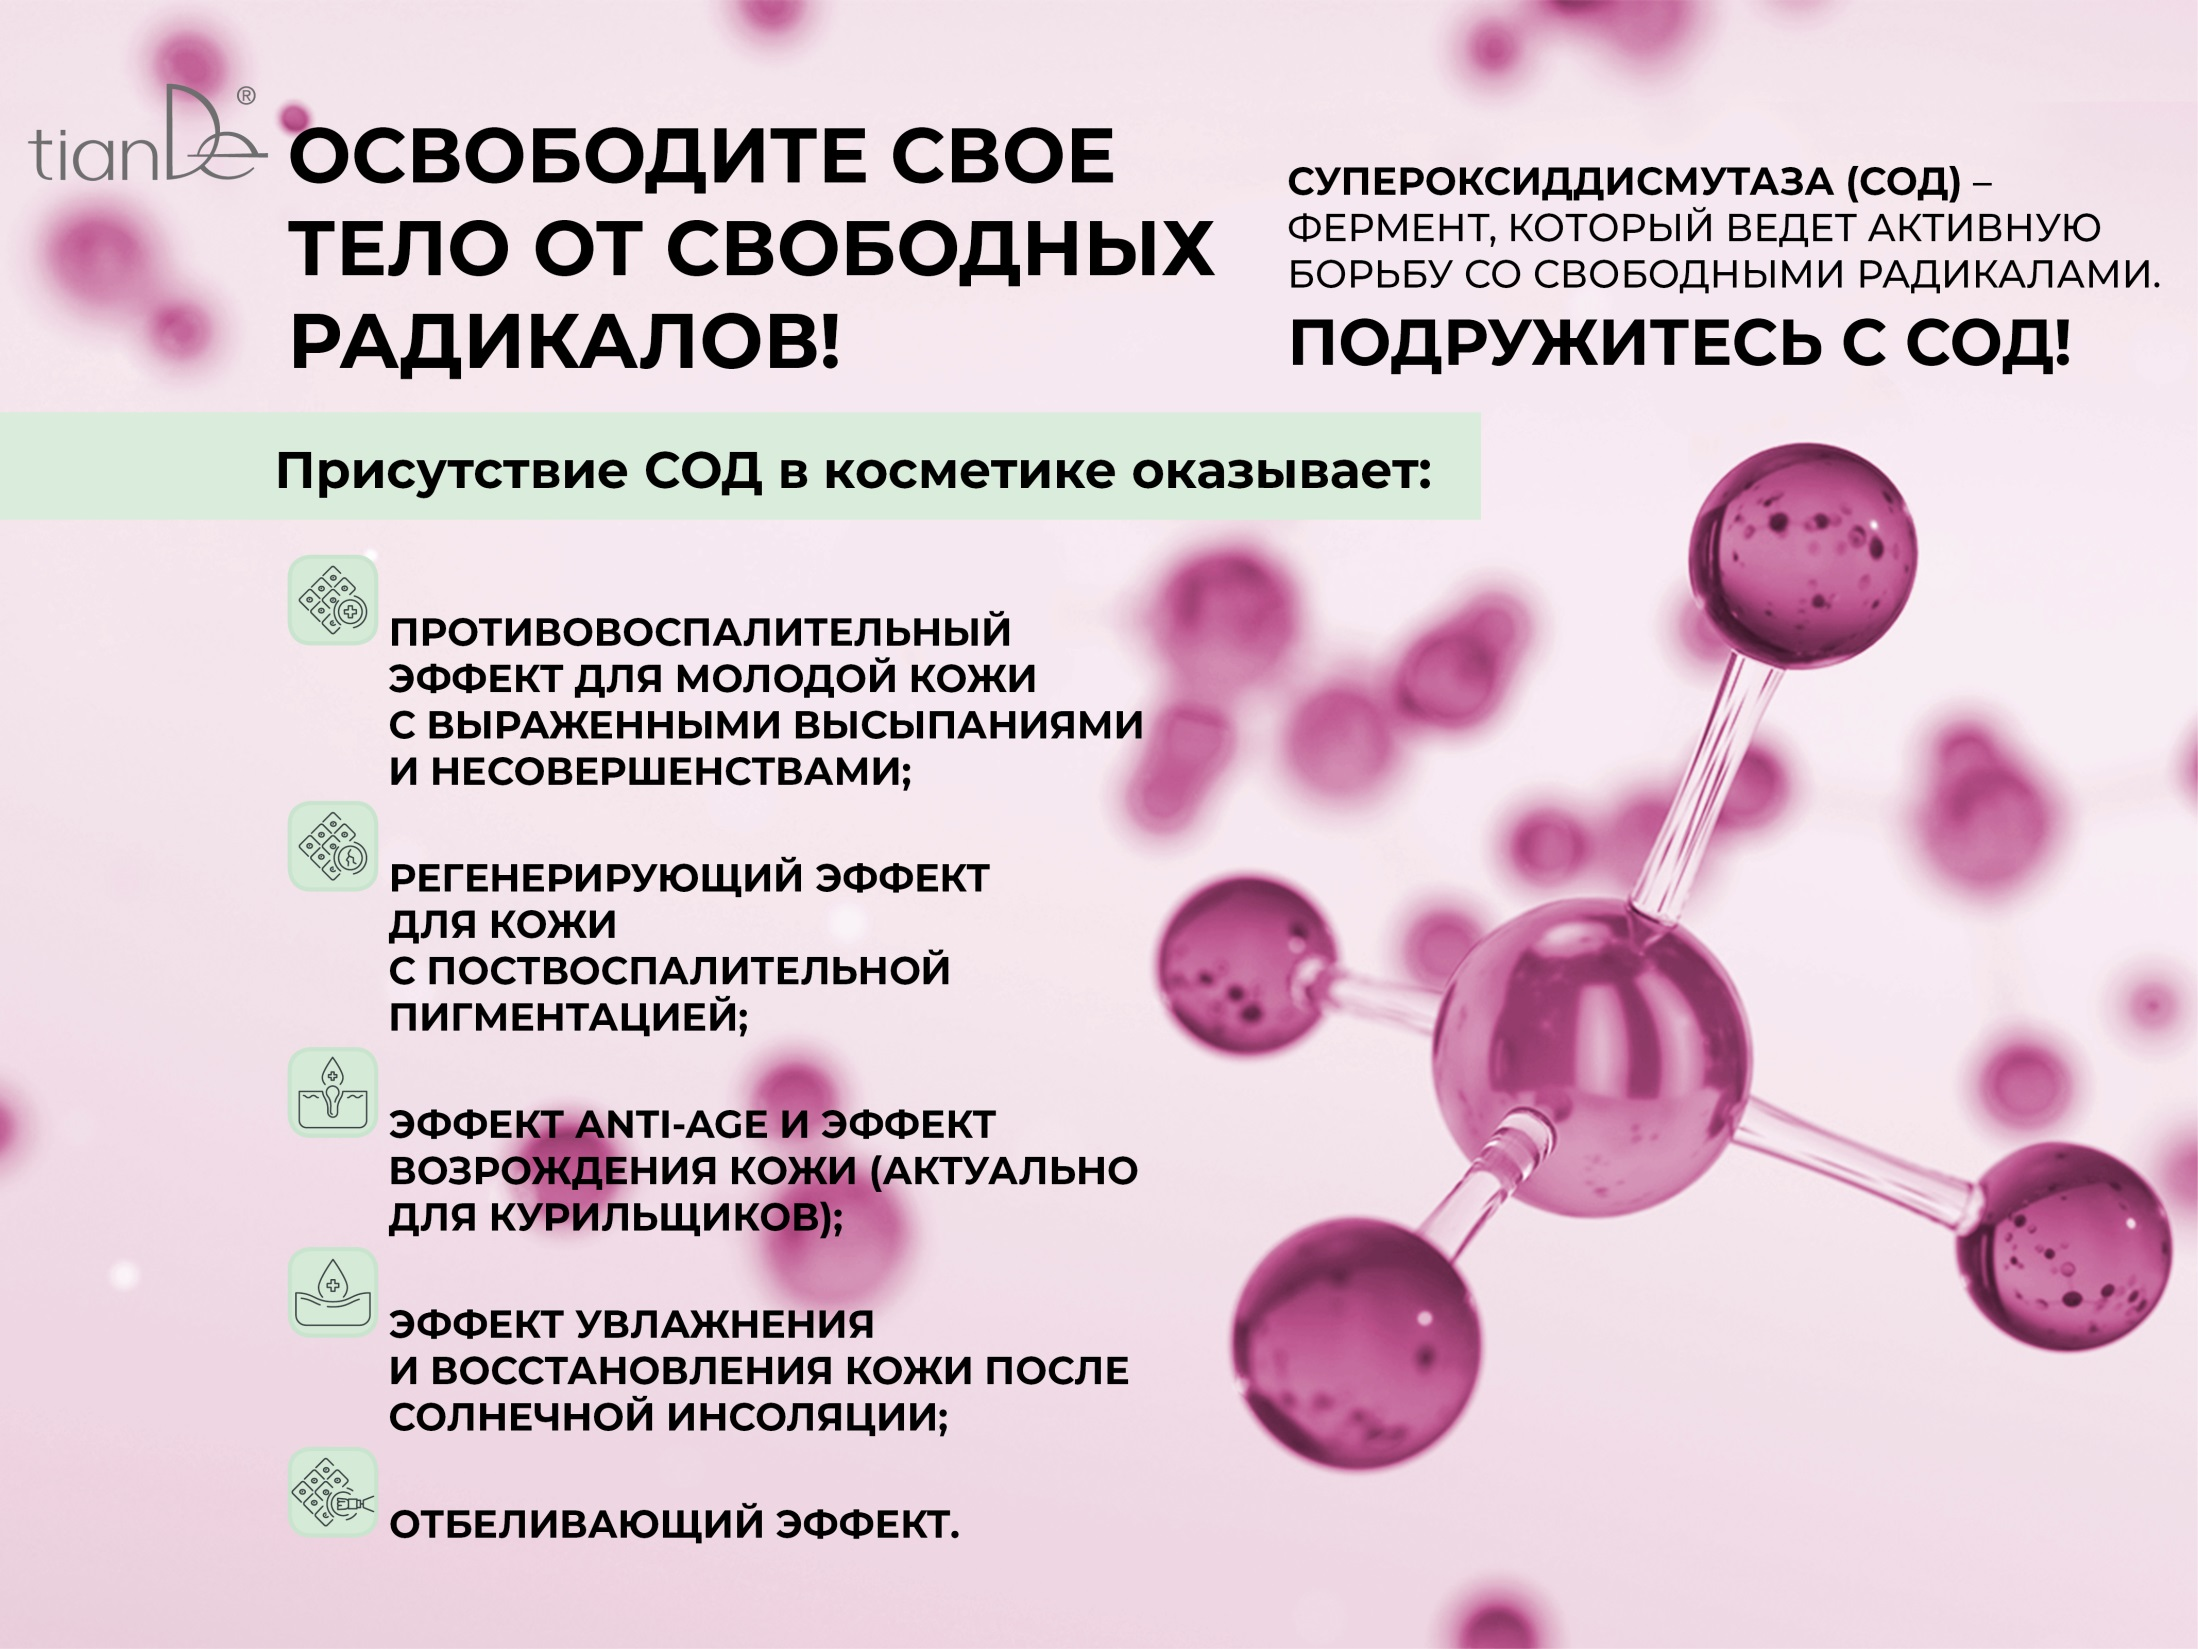 tianDe®
ОСВОБОДИТЕ СВОЕ
ТЕЛО ОТ СВОБОДНЫХ
РАДИКАЛОВ!
СУПЕРОКСИДДИСМУТАЗА (СОД) –
ФЕРМЕНТ, КОТОРЫЙ ВЕДЕТ АКТИВНУЮ
БОРЬБУ СО СВОБОДНЫМИ РАДИКАЛАМИ.
ПОДРУЖИТЕСЬ С СОД!
Присутствие СОД в косметике оказывает:
ПРОТИВОВОСПАЛИТЕЛЬНЫЙ
ЭФФЕКТ ДЛЯ МОЛОДОЙ КОЖИ
С ВЫРАЖЕННЫМИ ВЫСЫПАНИЯМИ
И НЕСОВЕРШЕНСТВАМИ;
РЕГЕНЕРИРУЮЩИЙ ЭФФЕКТ
ДЛЯ КОЖИ
С ПОСТВОСПАЛИТЕЛЬНОЙ
ПИГМЕНТАЦИЕЙ;
ЭФФЕКТ ANTI-AGE И ЭФФЕКТ
ВОЗРОЖДЕНИЯ КОЖИ (АКТУАЛЬНО
ДЛЯ КУРИЛЬЩИКОВ);
ЭФФЕКТ УВЛАЖНЕНИЯ
И ВОССТАНОВЛЕНИЯ КОЖИ ПОСЛЕ
СОЛНЕЧНОЙ ИНСОЛЯЦИИ;
ОТБЕЛИВАЮЩИЙ ЭФФЕКТ.